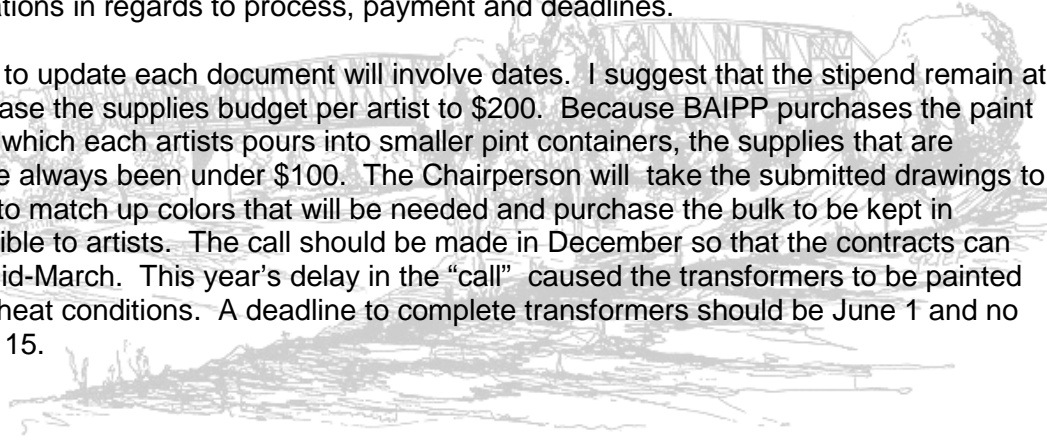 ations in regards to process, payment and deadlines.
to update each document will involve dates.  I suggest that the stipend remain at
ase the supplies budget per artist to $200.  Because BAIPP purchases the paint
which each artists pours into smaller pint containers, the supplies that are
e always been under $100.  The Chairperson will  take the submitted drawings to
to match up colors that will be needed and purchase the bulk to be kept in
ible to artists.  The call should be made in December so that the contracts can
id-March.  This year’s delay in the “call”  caused the transformers to be painted
heat conditions.  A deadline to complete transformers should be June 1 and no
15.
GRIEF